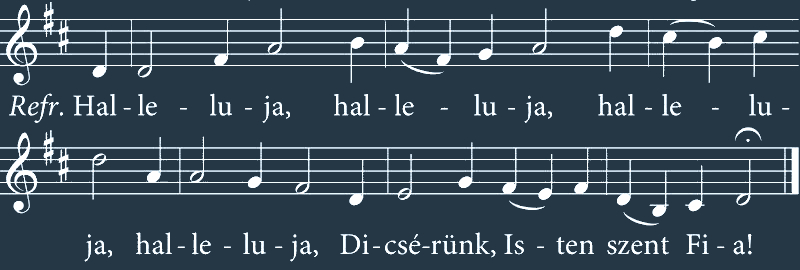 Refr. Hal - le - lu - ja, hal - le - lu - ja, hal - le - lu -
ja, hal - le - lu - ja, Di - csé - rünk, Is - ten szent Fi - a!